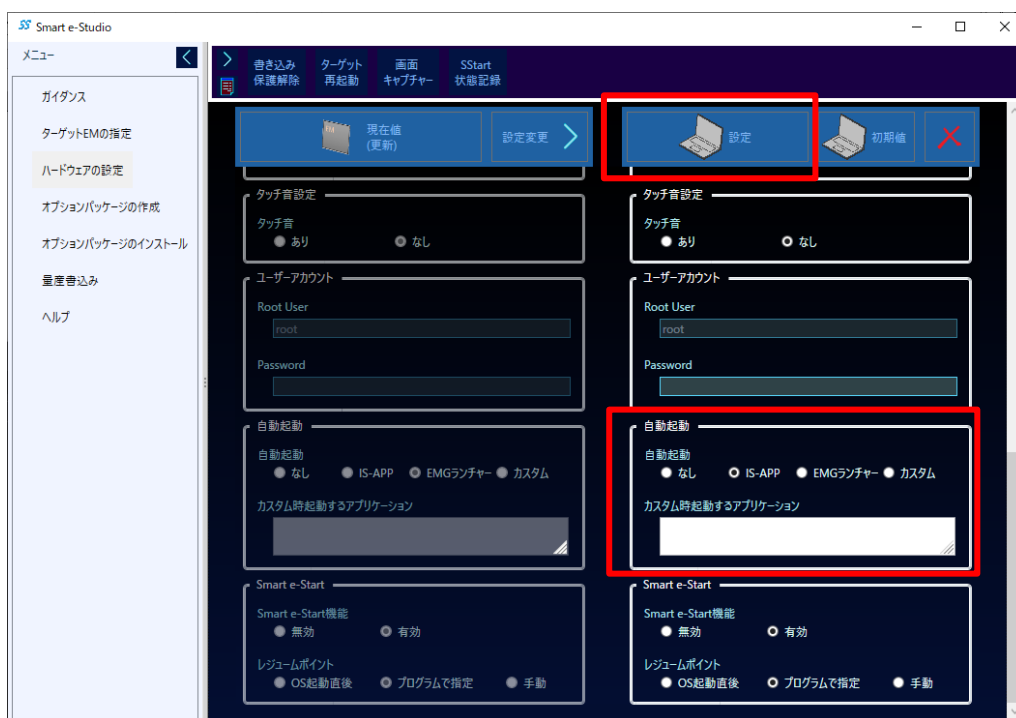 SS Smart e-Studio
メニュー
ガイダンス
ターゲットEMの指定
ハードウェアの設定
オプションパッケージの作成
オプションパッケージのインストール
量産書込み
ヘルプ
書き込み 保護解除
ターゲット 再起動
画面 キャプチャー
SStart 状態記録
現在値 (更新)
設定変更
設定
初期値
タッチ音設定
タッチ音
あり なし
ユーザーアカウント
Root User
root
Password
自動起動
自動起動
なし IS-APP EMGランチャー カスタム
カスタム時起動するアプリケーション
Smart e-Start
Smart e-Start機能
無効 有効
レジュームポイント
OS起動直後 プログラムで指定 手動
タッチ音設定
タッチ音
あり なし
ユーザーアカウント
Root User
root
Password
自動起動
自動起動
なし IS-APP EMGランチャー カスタム
カスタム時起動するアプリケーション
Smart e-Start
Smart e-Start機能
無効 有効
レジュームポイント
OS起動直後 プログラムで指定 手動